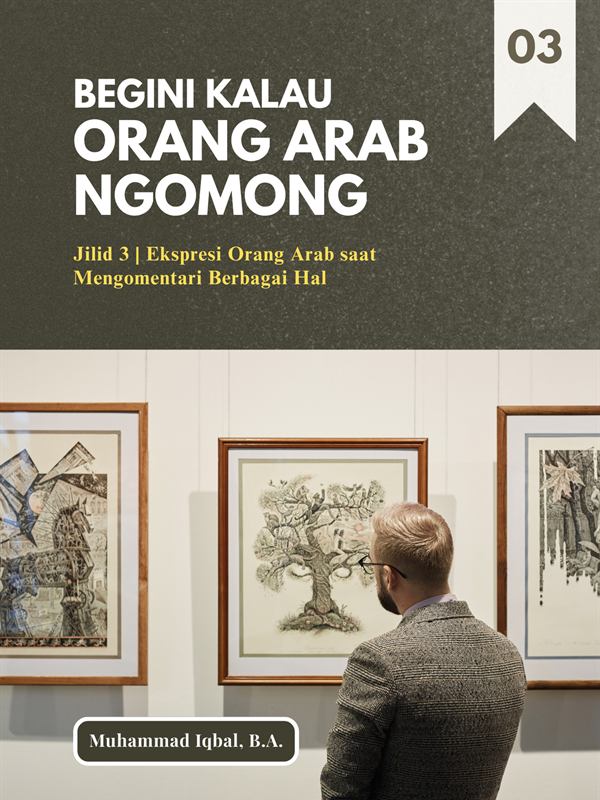 03
BEGINI KALAU
ORANG ARAB
NGOMONG
Jilid 3 | Ekspresi Orang Arab saat
Mengomentari Berbagai Hal
Muhammad Iqbal, B.A.